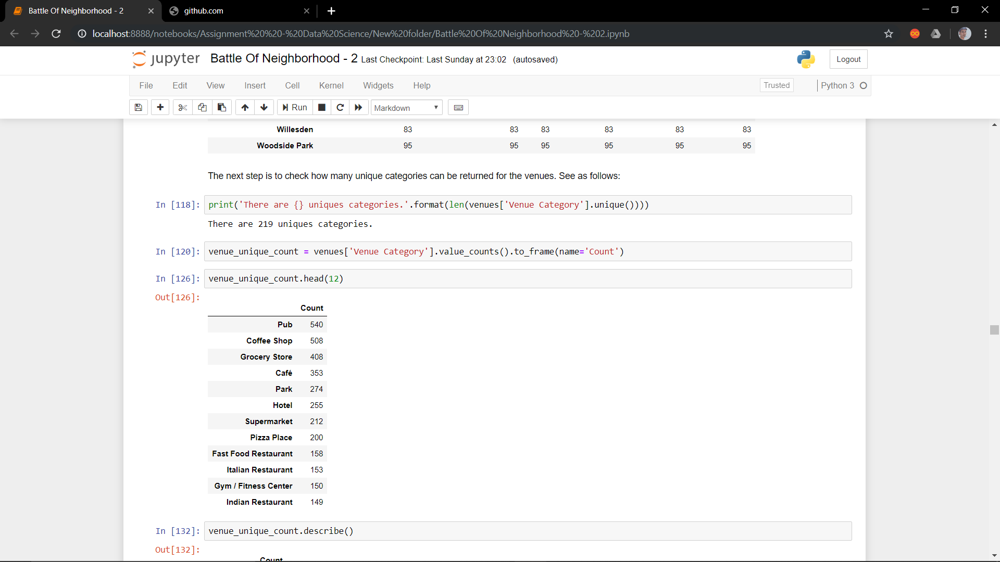 Battle Of Neighborhood - 2
github.com
localhost:8888/notebooks/Assignment%20%20-%20Data%20Science/New%20folder/Battle%20Of%20Neighborhood%20-%202.ipynb
jupyter Battle Of Neighborhood - 2 Last Checkpoint: Last Sunday at 23:02 (autosaved)
Logout
File Edit View Insert Cell Kernel Widgets Help
Trusted
Python 3
Run
Markdown
Willesden 83 83 83 83 83 83
Woodside Park 95 95 95 95 95 95
The next step is to check how many unique categories can be returned for the venues. See as follows:
In [118]: print('There are {} uniques categories.'.format(len(venues['Venue Category'].unique())))
There are 219 uniques categories.
In [120]: venue_unique_count = venues['Venue Category'].value_counts().to_frame(name='Count')
In [126]: venue_unique_count.head(12)
Out[126]:
Count
Pub 540
Coffee Shop 508
Grocery Store 408
Café 353
Park 274
Hotel 255
Supermarket 212
Pizza Place 200
Fast Food Restaurant 158
Italian Restaurant 153
Gym / Fitness Center 150
Indian Restaurant 149
In [132]: venue_unique_count.describe()
Out[132]:
Count